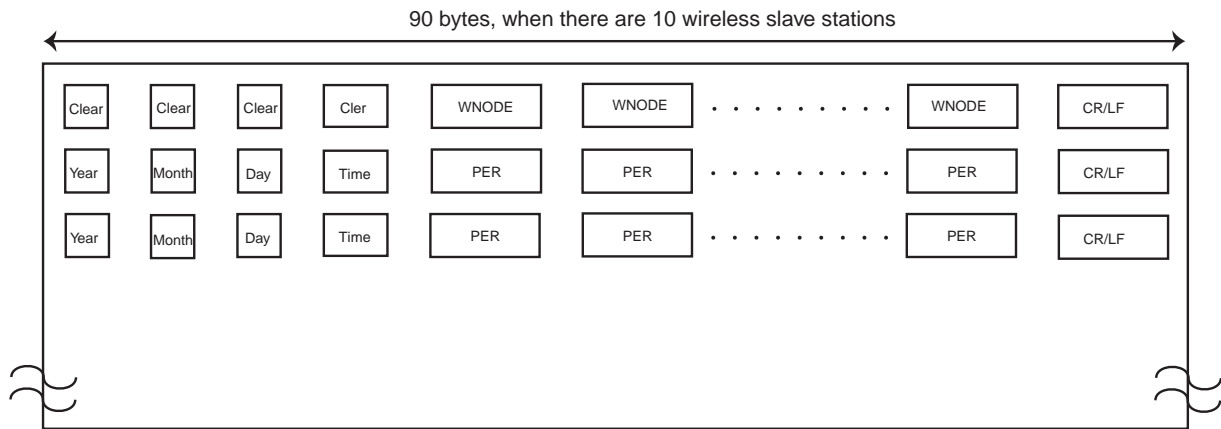 90 bytes, when there are 10 wireless slave stations
Clear Clear Clear Cler WNODE WNODE . . . . . . . . . WNODE CR/LF
Year Month Day Time PER PER . . . . . . . . . PER CR/LF
Year Month Day Time PER PER . . . . . . . . . PER CR/LF